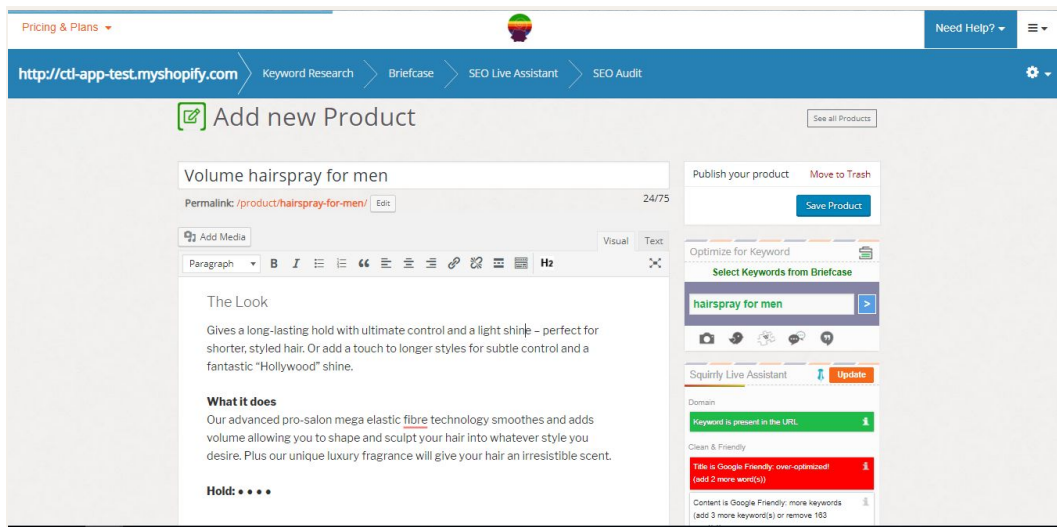 Pricing & Plans
Need Help?
http://ctl-app-test.myshopify.com
Keyword Research
Briefcase
SEO Live Assistant
SEO Audit
Add new Product
See all Products
Volume hairspray for men
Permalink: /product/hairspray-for-men/ Edit
24/75
Publish your product
Move to Trash
Save Product
Add Media
Visual
Text
Paragraph
B I
H2
Optimize for Keyword
Select Keywords from Briefcase
hairspray for men
>
The Look
Gives a long-lasting hold with ultimate control and a light shine – perfect for
shorter, styled hair. Or add a touch to longer styles for subtle control and a
fantastic “Hollywood” shine.
What it does
Our advanced pro-salon mega elastic fibre technology smoothes and adds
volume allowing you to shape and sculpt your hair into whatever style you
desire. Plus our unique luxury fragrance will give your hair an irresistible scent.
Hold: • • • •
Squirrly Live Assistant
Update
Domain
Keyword is present in the URL
Clean & Friendly
Title is Google Friendly: over-optimized!
(add 2 more word(s))
Content is Google Friendly: more keywords
(add 3 more keyword(s) or remove 163